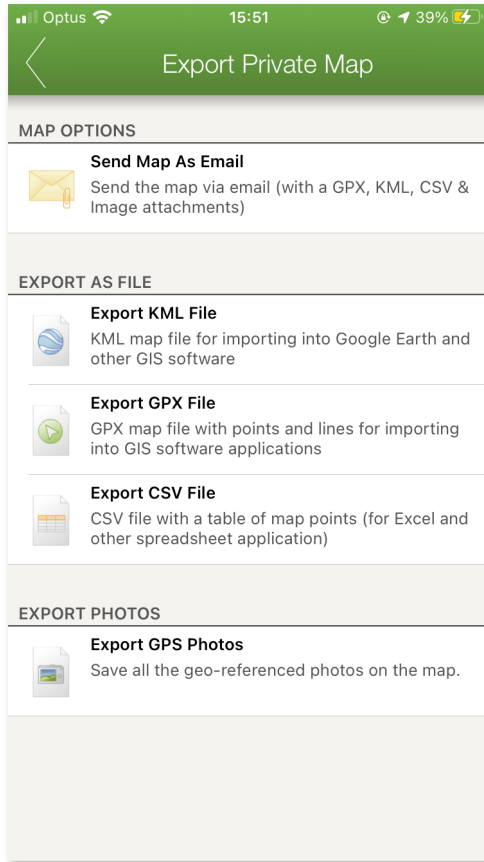 Optus 15:51 39%
Export Private Map
MAP OPTIONS
Send Map As Email
Send the map via email (with a GPX, KML, CSV &
Image attachments)
EXPORT AS FILE
Export KML File
KML map file for importing into Google Earth and
other GIS software
Export GPX File
GPX map file with points and lines for importing
into GIS software applications
Export CSV File
CSV file with a table of map points (for Excel and
other spreadsheet application)
EXPORT PHOTOS
Export GPS Photos
Save all the geo-referenced photos on the map.